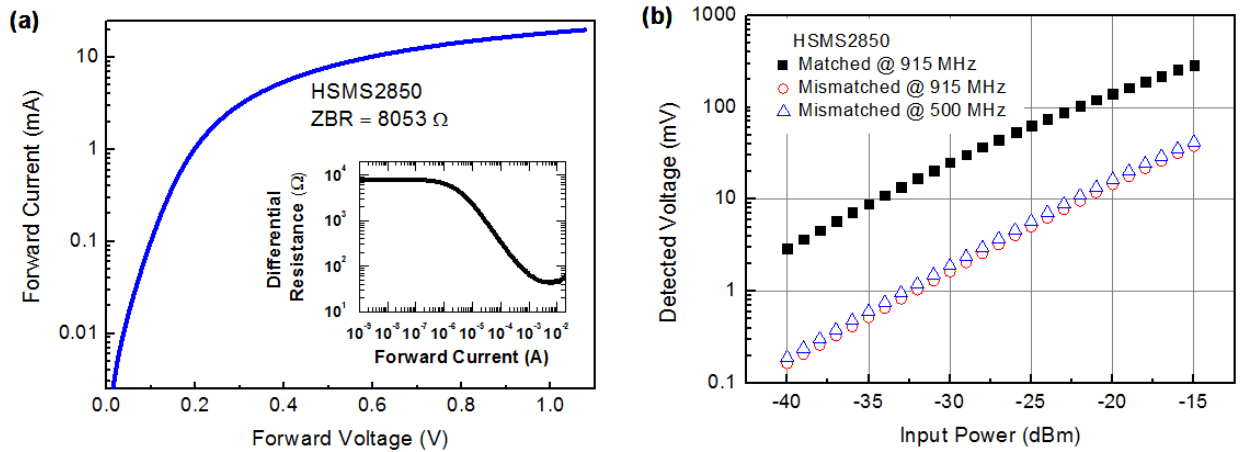 (a)
10
1
0.1
0.01
Forward Current (mA)
HSMS2850
ZBR = 8053 Ω
10⁴
10³
10²
10¹
Differential
Resistance (Ω)
10⁻⁹ 10⁻⁸ 10⁻⁷ 10⁻⁶ 10⁻⁵ 10⁻⁴ 10⁻³ 10⁻²
Forward Current (A)
0.0 0.2 0.4 0.6 0.8 1.0
Forward Voltage (V)
(b)
1000
100
10
1
0.1
Detected Voltage (mV)
HSMS2850
Matched @ 915 MHz
Mismatched @ 915 MHz
Mismatched @ 500 MHz
-40 -35 -30 -25 -20 -15
Input Power (dBm)